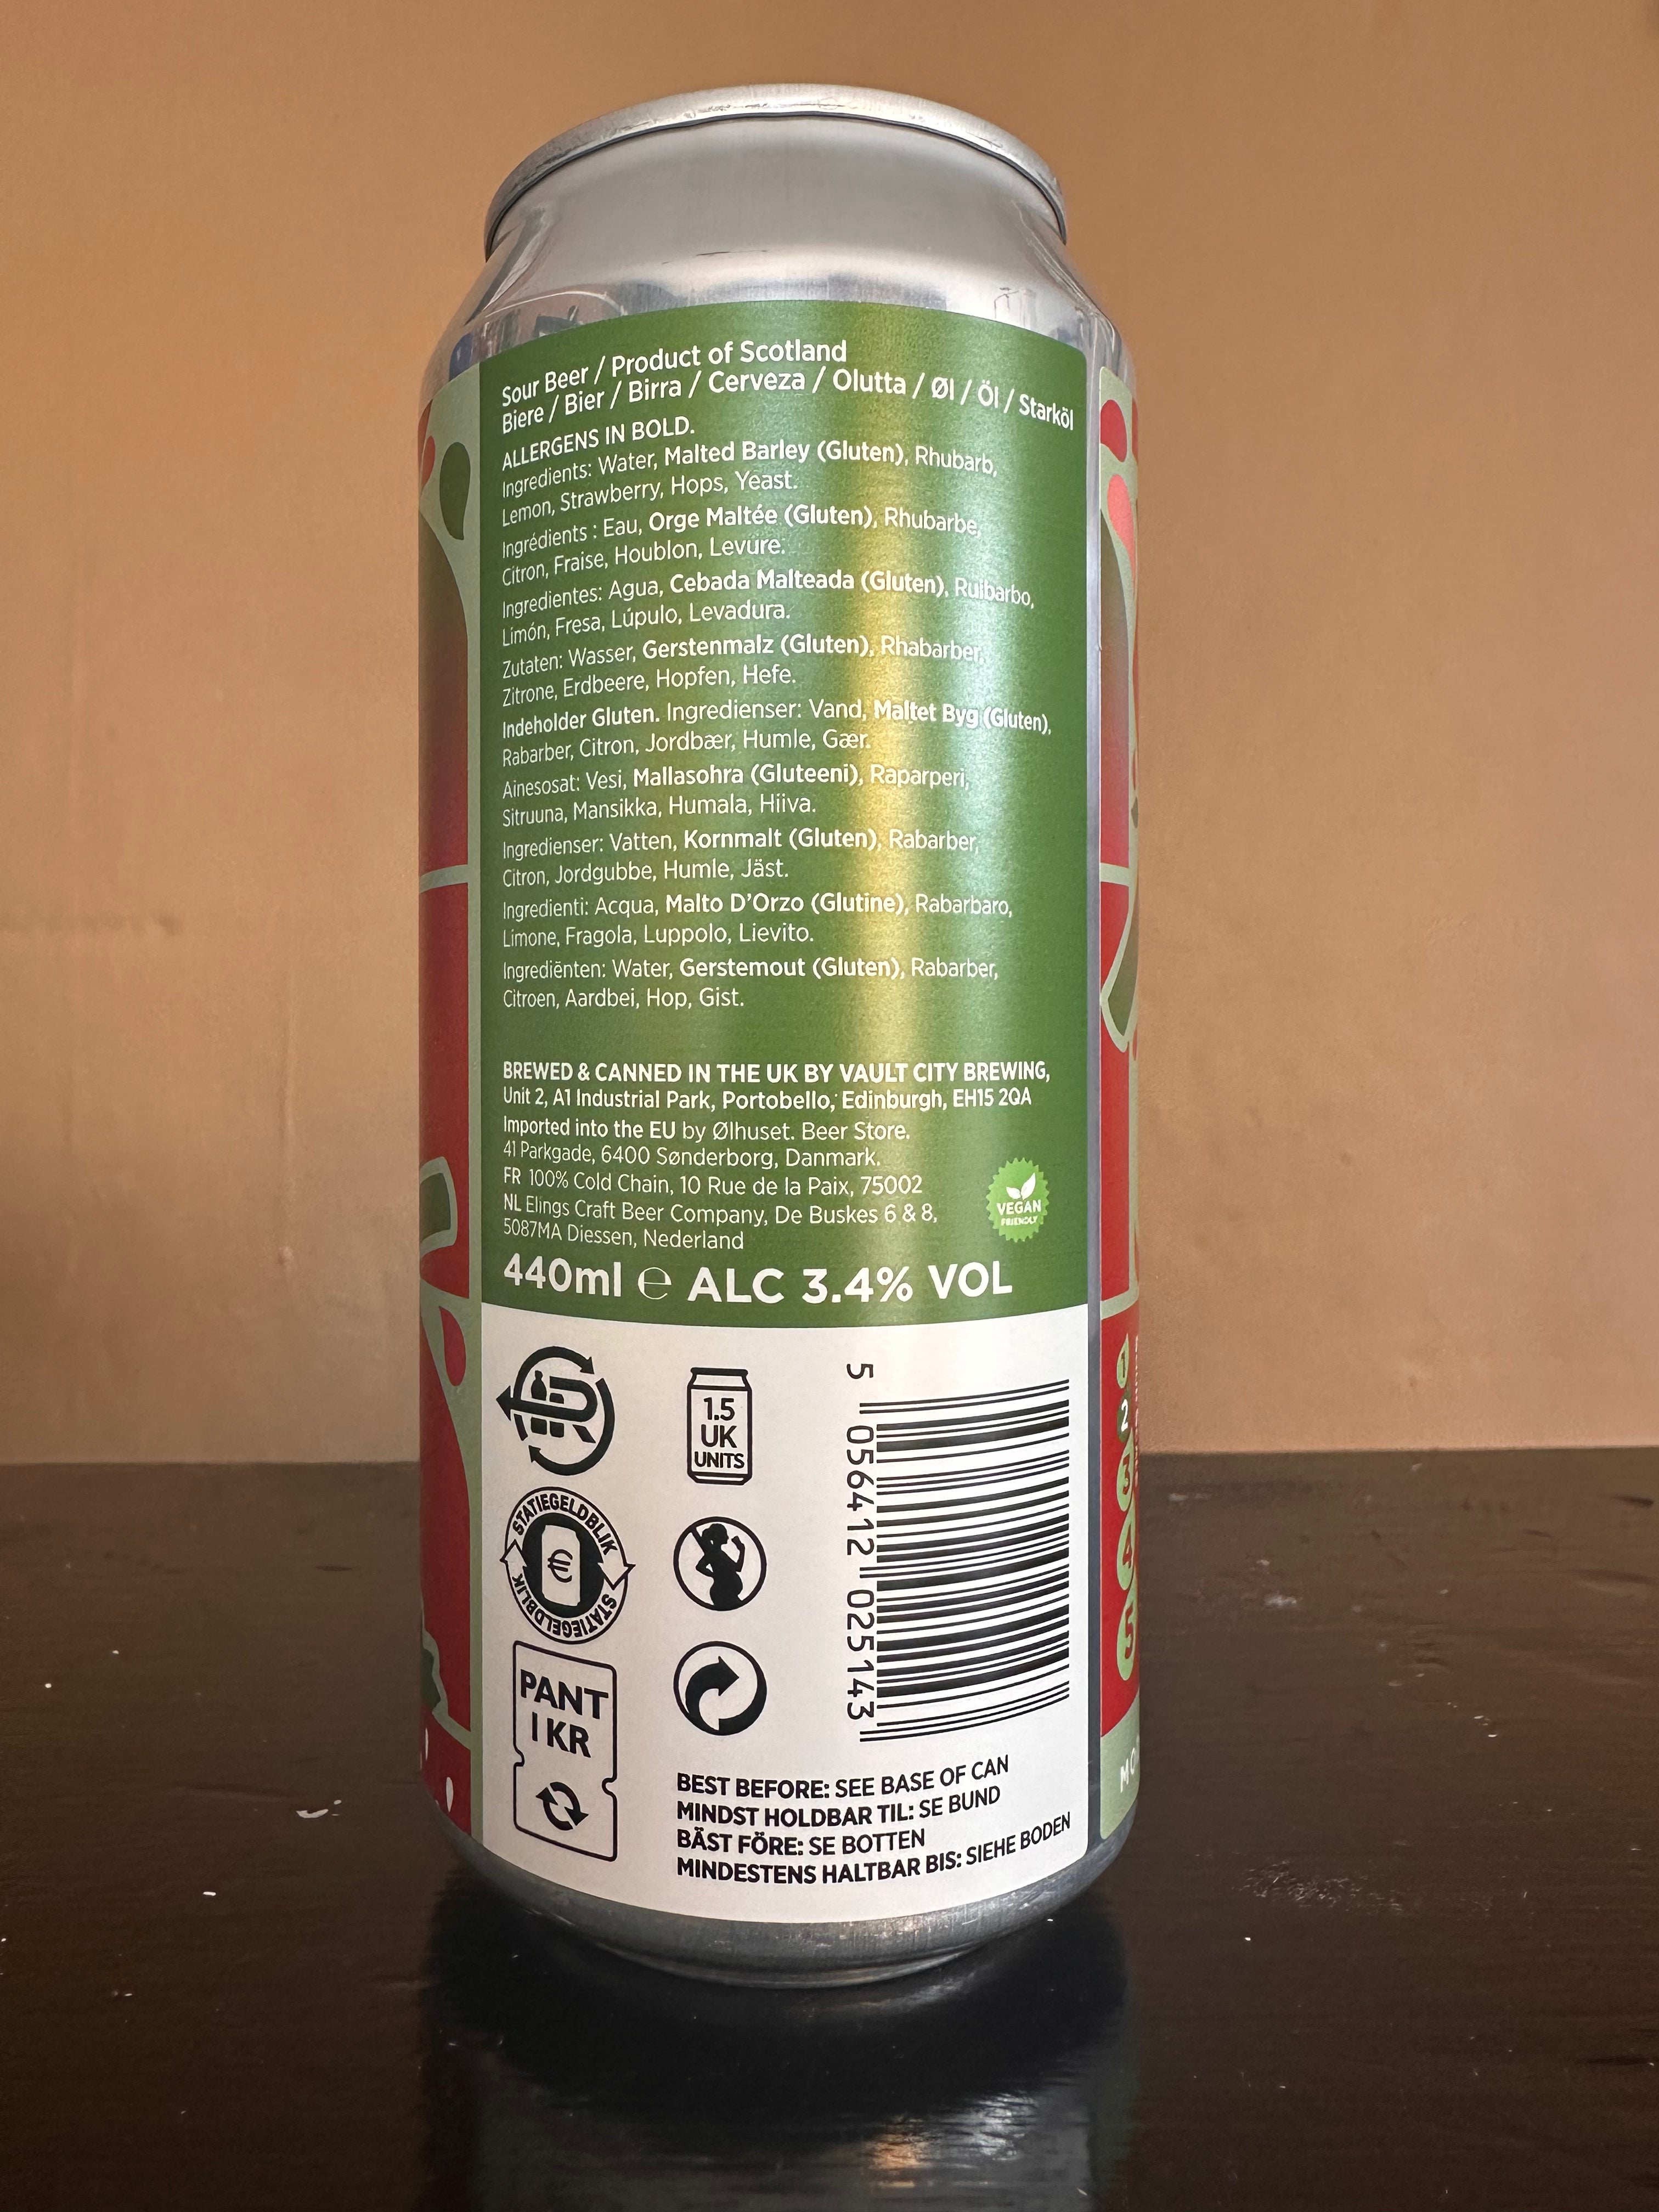 Sour Beer / Product of Scotland
Biere / Bier / Birra / Cerveza / Olutta / Øl / Öl / Starköl
ALLERGENS IN BOLD.
Ingredients: Water, Malted Barley (Gluten), Rhubarb,
Lemon, Strawberry, Hops, Yeast.
Ingrédients : Eau, Orge Maltée (Gluten), Rhubarbe,
Citron, Fraise, Houblon, Levure.
Ingredientes: Agua, Cebada Malteada (Gluten), Ruibarbo,
Limón, Fresa, Lúpulo, Levadura.
Zutaten: Wasser, Gerstenmalz (Gluten), Rhabarber,
Zitrone, Erdbeere, Hopfen, Hefe.
Indeholder Gluten. Ingredienser: Vand, Maltet Byg (Gluten),
Rabarber, Citron, Jordbær, Humle, Gær.
Ainesosat: Vesi, Mallasohra (Gluteeni), Raparperi,
Sitruuna, Mansikka, Humala, Hiiva.
Ingredienser: Vatten, Kornmalt (Gluten), Rabarber,
Citron, Jordgubbe, Humle, Jäst.
Ingredienti: Acqua, Malto D'Orzo (Glutine), Rabarbaro,
Limone, Fragola, Luppolo, Lievito.
Ingrediënten: Water, Gerstemout (Gluten), Rabarber,
Citroen, Aardbei, Hop, Gist.
BREWED & CANNED IN THE UK BY VAULT CITY BREWING,
Unit 2, A1 Industrial Park, Portobello, Edinburgh, EH15 2QA
Imported into the EU by Ølhuset. Beer Store.
41 Parkgade, 6400 Sønderborg, Danmark.
FR 100% Cold Chain, 10 Rue de la Paix, 75002
NL Elings Craft Beer Company, De Buskes 6 & 8,
5087MA Diessen, Nederland
VEGAN
FRIENDLY
440ml ℮ ALC 3.4% VOL
1.5
UK
UNITS
STATIEGELDBLIK
€
STATIEGELDBLIK
PANT
1 KR
5 056412 025143
BEST BEFORE: SEE BASE OF CAN
MINDST HOLDBAR TIL: SE BUND
BÄST FÖRE: SE BOTTEN
MINDESTENS HALTBAR BIS: SIEHE BODEN
1
2
3
4
5